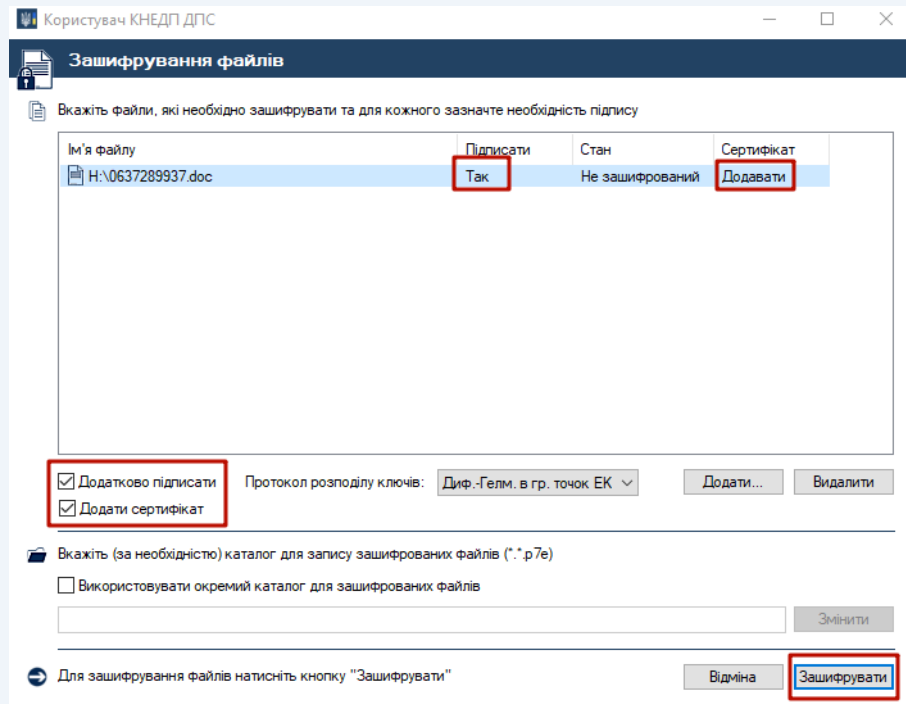 Користувач КНЕДП ДПС
Зашифрування файлів
Вкажіть файли, які необхідно зашифрувати та для кожного зазначте необхідність підпису
Ім'я файлу Підписати Стан Сертифікат
H:\0637289937.doc Так Не зашифрований Додавати
Додатково підписати Протокол розподілу ключів: Диф.-Гелм. в гр. точок ЕК Додати... Видалити
Додати сертифікат
Вкажіть (за необхідністю) каталог для запису зашифрованих файлів (*.*.p7e)
Використовувати окремий каталог для зашифрованих файлів
Змінити
Для зашифрування файлів натисніть кнопку "Зашифрувати" Відміна Зашифрувати